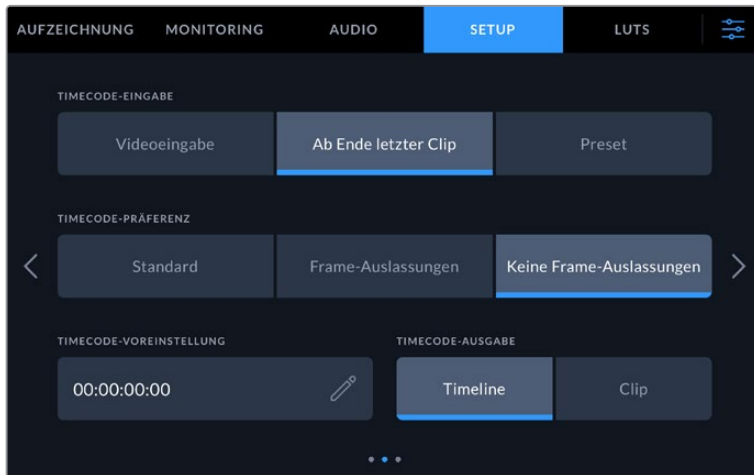 AUFZEICHNUNG MONITORING AUDIO SETUP LUTS
TIMECODE-EINGABE
Videoeingabe Ab Ende letzter Clip Preset
TIMECODE-PRÄFERENZ
Standard Frame-Auslassungen Keine Frame-Auslassungen
TIMECODE-VOREINSTELLUNG TIMECODE-AUSGABE
00:00:00:00 Timeline Clip